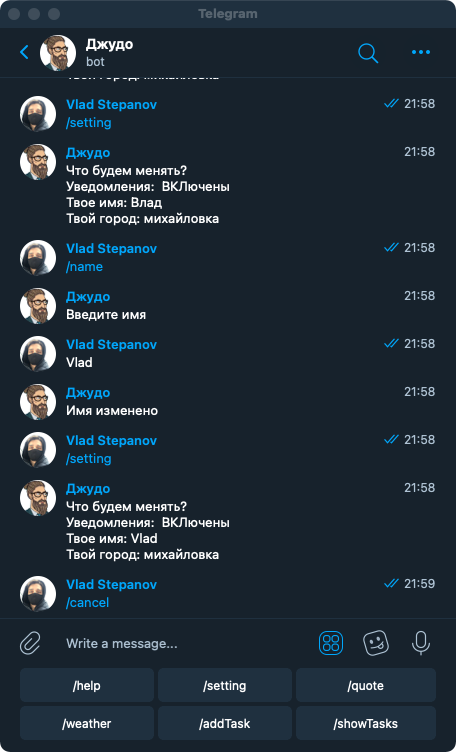 Telegram
Джудо
bot
Твой город: михайловка
Vlad Stepanov 21:58
/setting
Джудо 21:58
Что будем менять?
Уведомления: ВКЛючены
Твое имя: Влад
Твой город: михайловка
Vlad Stepanov 21:58
/name
Джудо 21:58
Введите имя
Vlad Stepanov 21:58
Vlad
Джудо 21:58
Имя изменено
Vlad Stepanov 21:58
/setting
Джудо 21:58
Что будем менять?
Уведомления: ВКЛючены
Твое имя: Vlad
Твой город: михайловка
Vlad Stepanov 21:59
/cancel
Write a message...
/help /setting /quote
/weather /addTask /showTasks